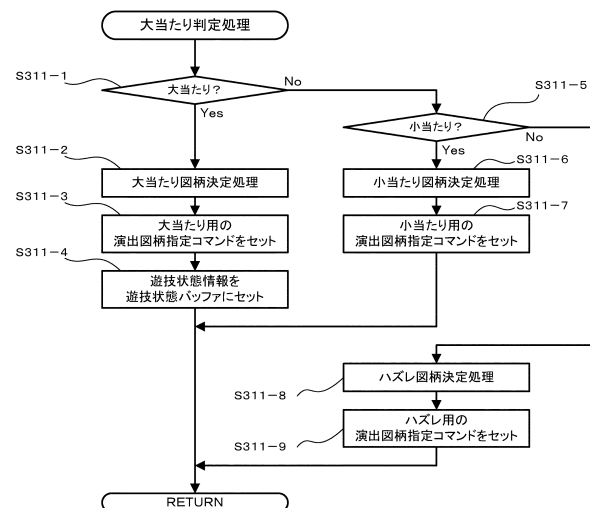 大当たり判定処理
S311-1
大当たり？
No
Yes
S311-5
小当たり？
No
Yes
S311-2
大当たり図柄決定処理
S311-6
小当たり図柄決定処理
S311-3
大当たり用の
演出図柄指定コマンドをセット
S311-7
小当たり用の
演出図柄指定コマンドをセット
S311-4
遊技状態情報を
遊技状態バッファにセット
ハズレ図柄決定処理
S311-8
ハズレ用の
演出図柄指定コマンドをセット
S311-9
RETURN